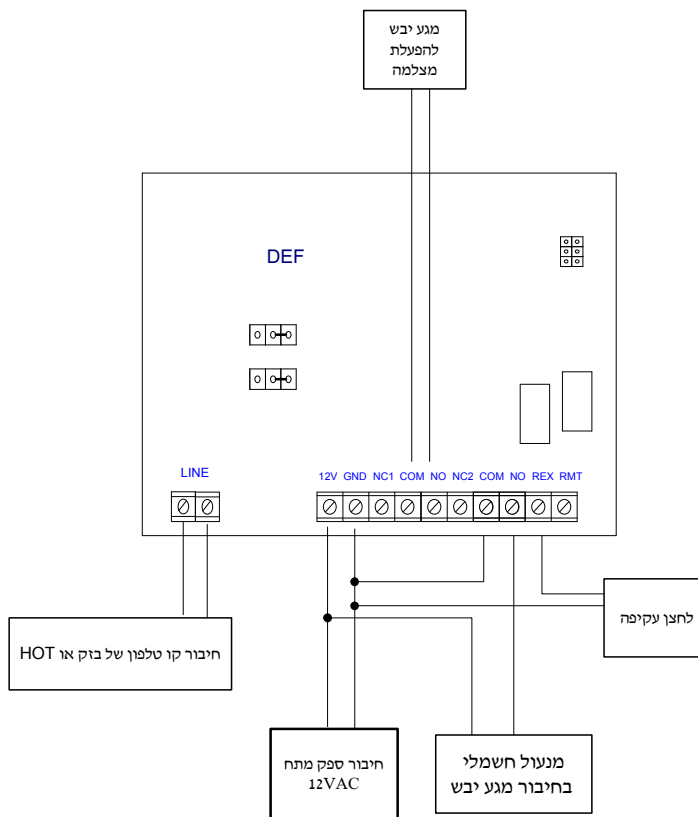 מגע יבש
להפעלת
מצלמה
DEF
LINE
12V GND NC1 COM NO NC2 COM NO REX RMT
לחצן עקיפה
חיבור קו טלפון של בזק או HOT
חיבור ספק מתח
12VAC
מנעול חשמלי
בחיבור מגע יבש